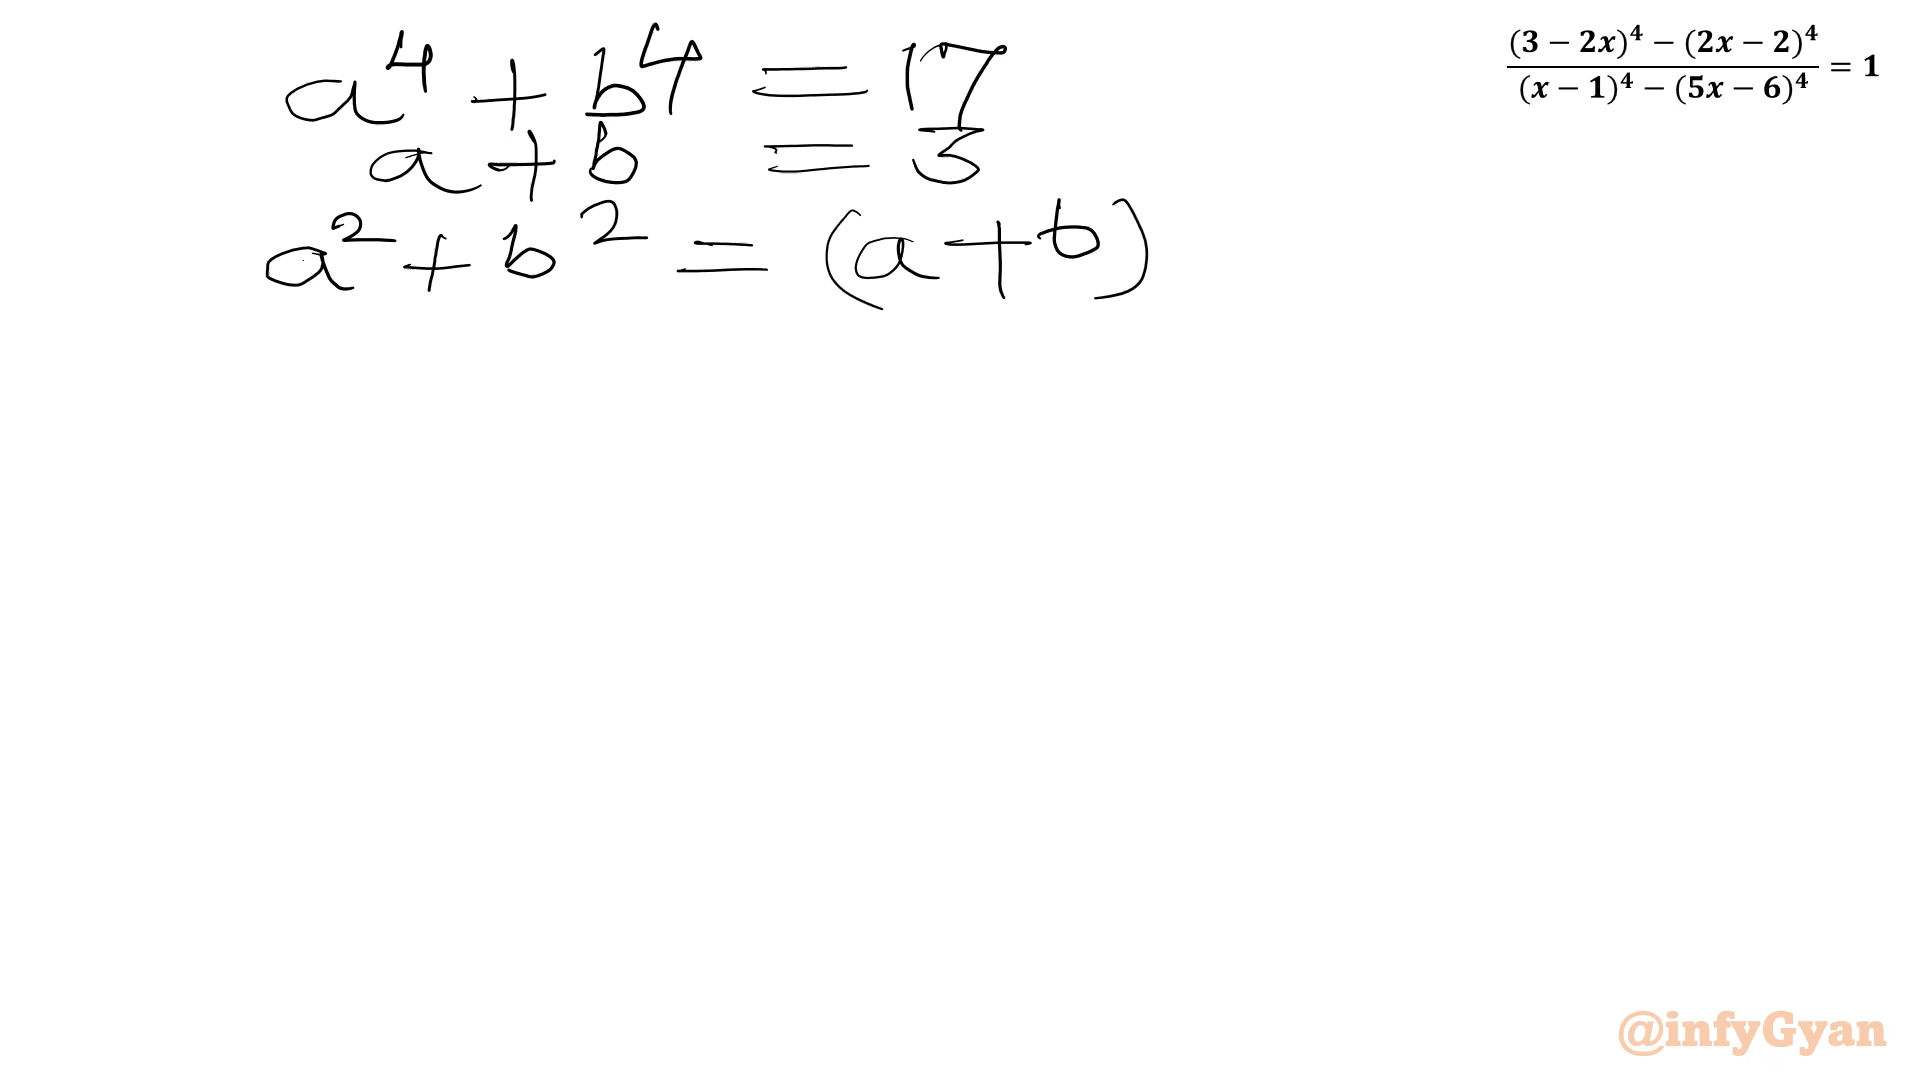 a⁴ + b⁴ = 17
a + b = 3
a² + b² = (a + b)
(3 − 2x)⁴ − (2x − 2)⁴ / (x − 1)⁴ − (5x − 6)⁴ = 1
@infyGyan